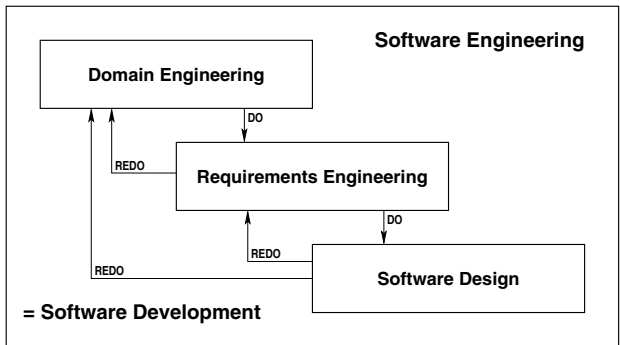 Software Engineering
Domain Engineering
DO
REDO
Requirements Engineering
DO
REDO
REDO
Software Design
= Software Development